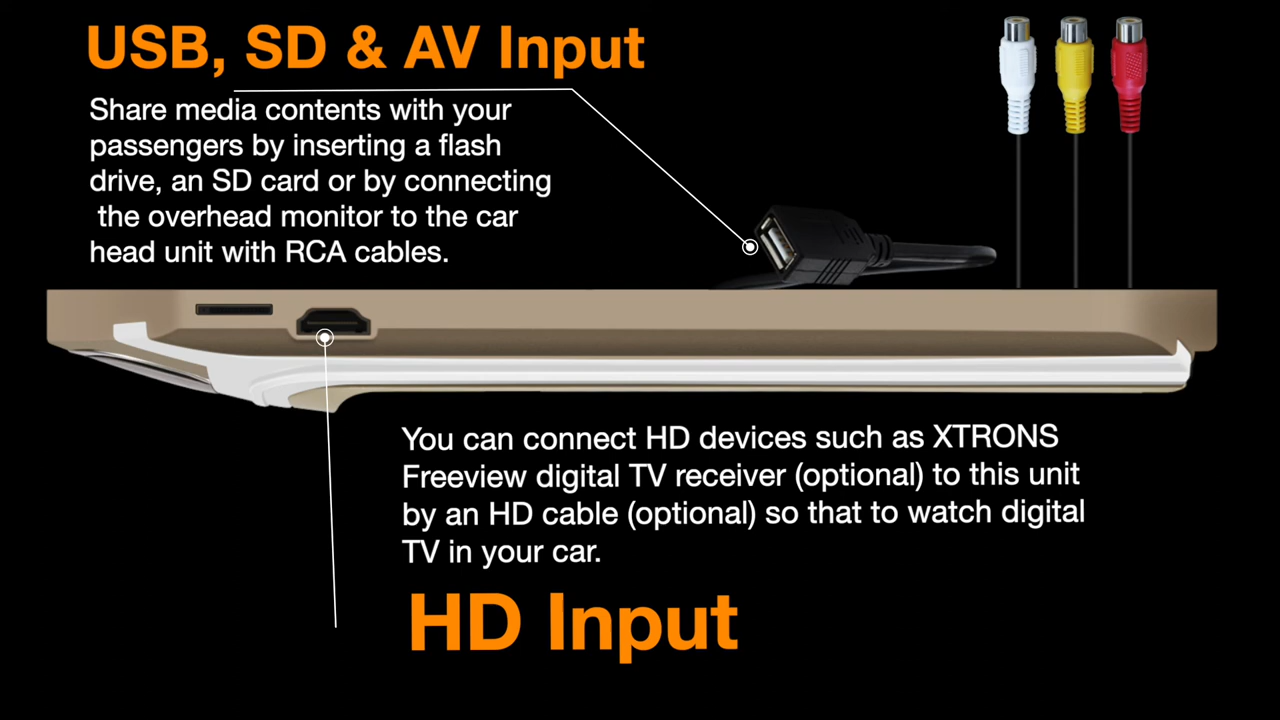 USB, SD & AV Input
Share media contents with your
passengers by inserting a flash
drive, an SD card or by connecting
the overhead monitor to the car
head unit with RCA cables.
You can connect HD devices such as XTRONS
Freeview digital TV receiver (optional) to this unit
by an HD cable (optional) so that to watch digital
TV in your car.
HD Input